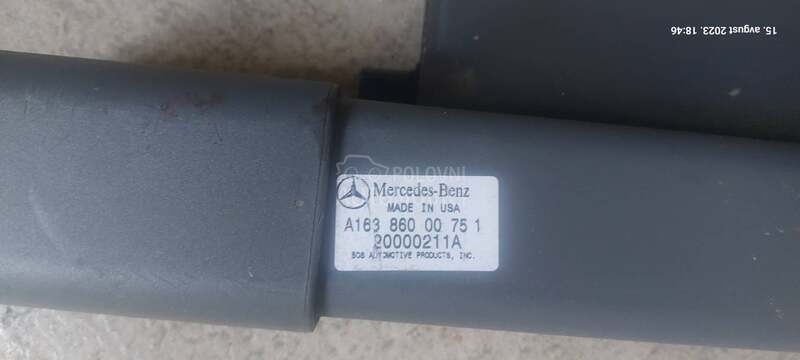 15. avgust 2023. 18:46
POLOVNI
Mercedes-Benz
MADE IN USA
A163 860 00 75 1
20000211A
BOS AUTOMOTIVE PRODUCTS, INC.